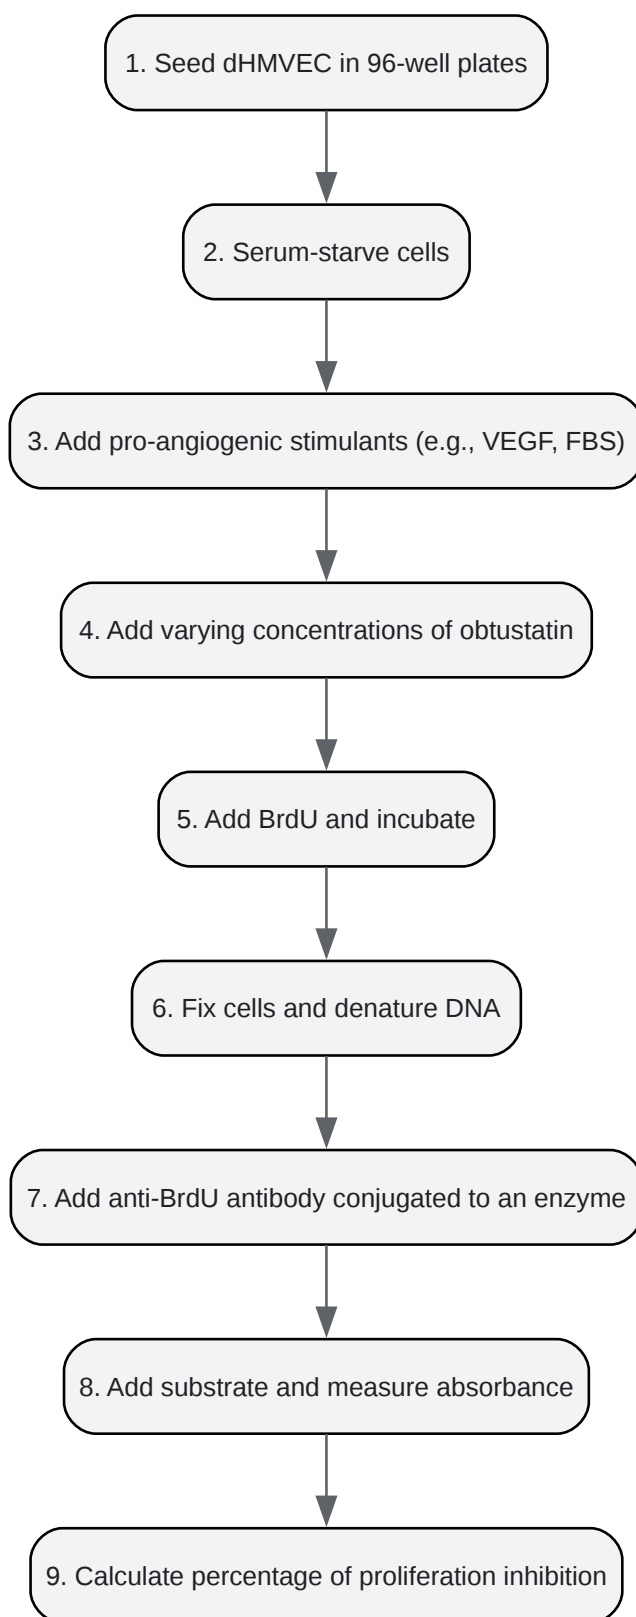 1. Seed dHMVEC in 96-well plates
2. Serum-starve cells
3. Add pro-angiogenic stimulants (e.g., VEGF, FBS)
4. Add varying concentrations of obtustatin
5. Add BrdU and incubate
6. Fix cells and denature DNA
7. Add anti-BrdU antibody conjugated to an enzyme
8. Add substrate and measure absorbance
9. Calculate percentage of proliferation inhibition